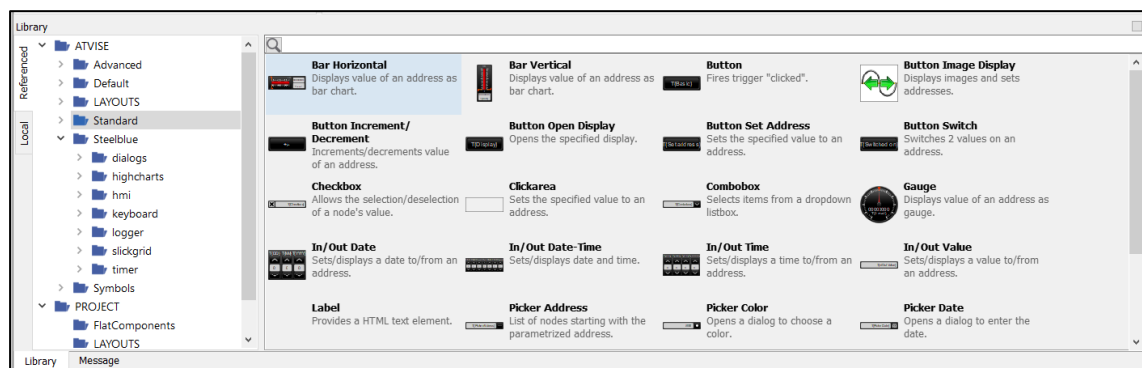 Library
Referenced
Local
ATVISE
Advanced
Default
LAYOUTS
Standard
Steelblue
dialogs
highcharts
hmi
keyboard
logger
slickgrid
timer
Symbols
PROJECT
FlatComponents
LAYOUTS
Bar Horizontal
Displays value of an address as
bar chart.
Bar Vertical
Displays value of an address as
bar chart.
Button
Fires trigger "clicked".
Button Image Display
Displays images and sets
addresses.
Button Increment/
Decrement
Increments/decrements value
of an address.
Button Open Display
Opens the specified display.
Button Set Address
Sets the specified value to an
address.
Button Switch
Switches 2 values on an
address.
Checkbox
Allows the selection/deselection
of a node's value.
Clickarea
Sets the specified value to an
address.
Combobox
Selects items from a dropdown
listbox.
Gauge
Displays value of an address as
gauge.
In/Out Date
Sets/displays a date to/from an
address.
In/Out Date-Time
Sets/displays date and time.
In/Out Time
Sets/displays a time to/from an
address.
In/Out Value
Sets/displays a value to/from
an address.
Label
Provides a HTML text element.
Picker Address
List of nodes starting with the
parametrized address.
Picker Color
Opens a dialog to choose a
color.
Picker Date
Opens a dialog to enter the
date.
Library
Message